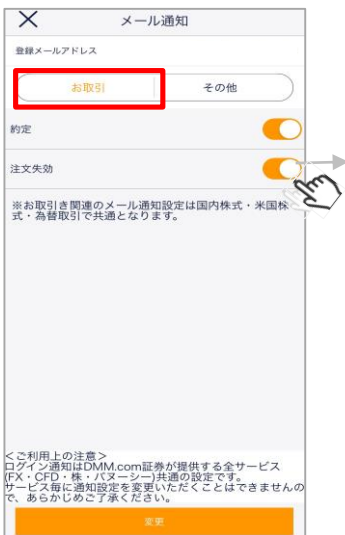 メール通知
登録メールアドレス
お取引
その他
約定
注文失効
※お取引き関連のメール通知設定は国内株式・米国株
式・為替取引で共通となります。
＜ご利用上の注意＞
ログイン通知はDMM.com証券が提供する全サービス
(FX・CFD・株・バヌーシー)共通の設定です。
サービス毎に通知設定を変更いただくことはできませんの
で、あらかじめご了承ください。
変更